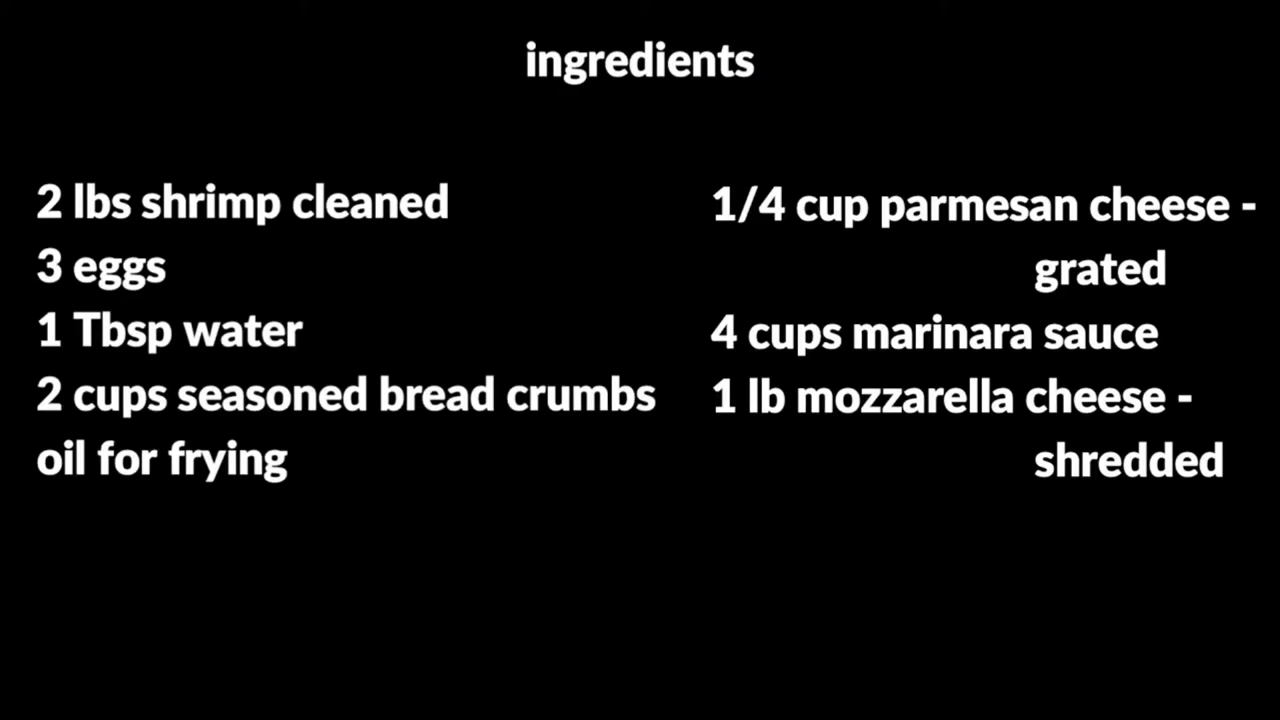 ingredients
2 lbs shrimp cleaned
3 eggs
1 Tbsp water
2 cups seasoned bread crumbs
oil for frying
1/4 cup parmesan cheese -
grated
4 cups marinara sauce
1 lb mozzarella cheese -
shredded